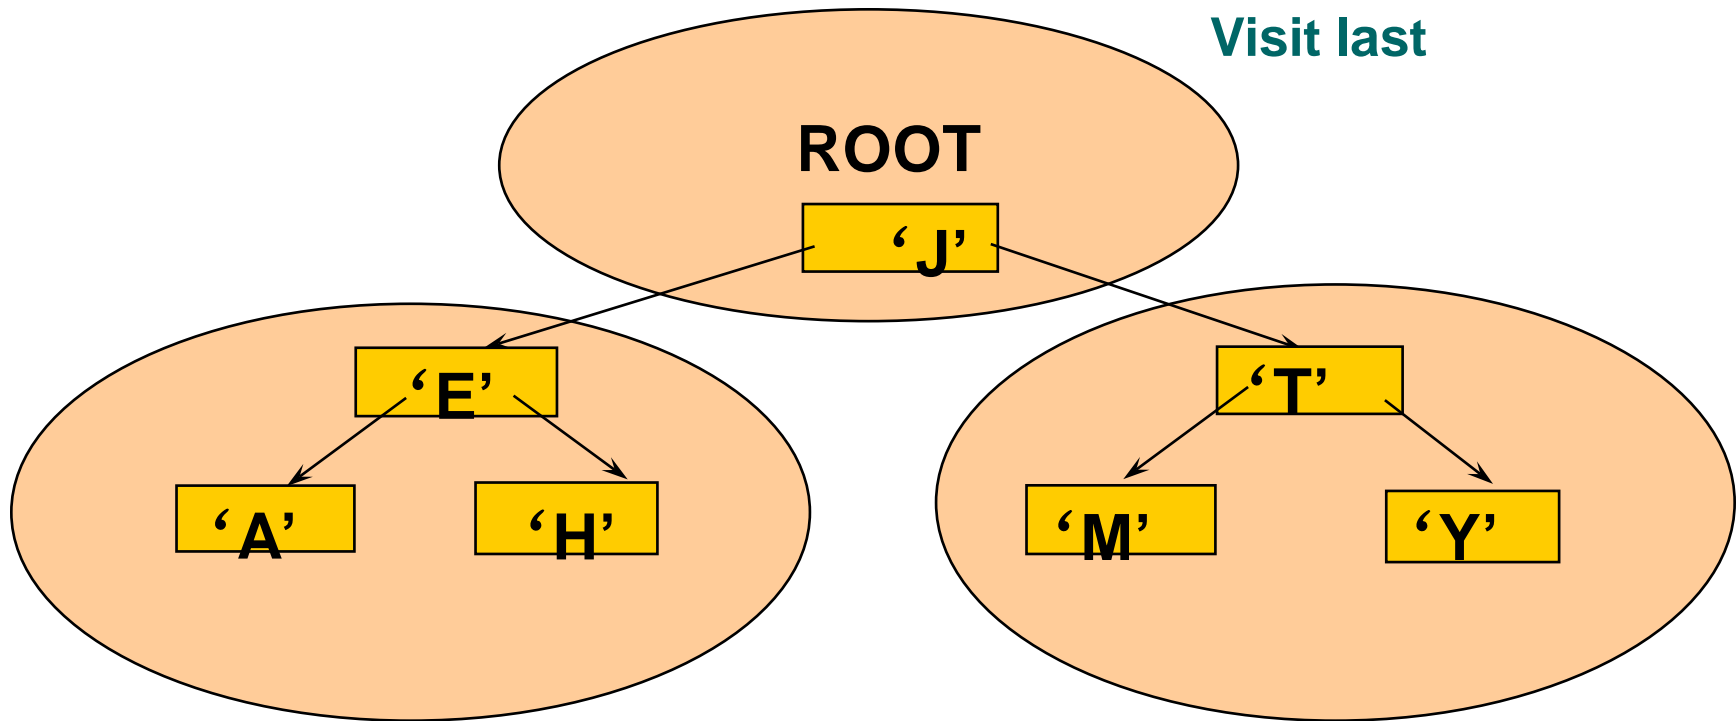 Visit last
ROOT
‘J’
‘E’
‘T’
‘A’
‘H’
‘M’
‘Y’